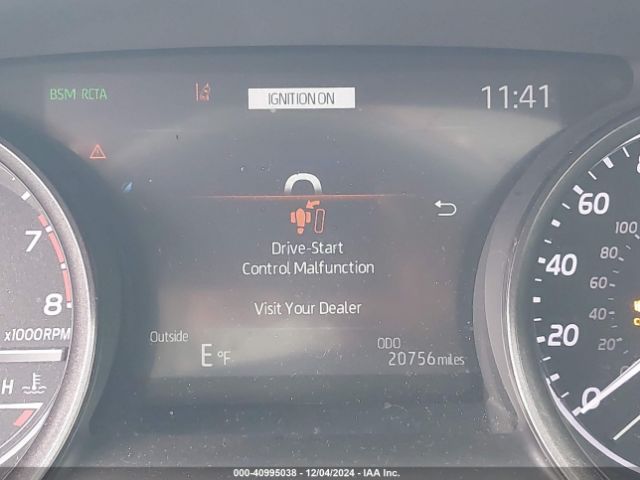 BSM RCTA
IGNITION ON
11:41
Drive-Start
Control Malfunction
Visit Your Dealer
Outside
E °F
ODO
20756 miles
7
8
x1000RPM
H
60
40
20
0
100
80
60
40
20
000-40995038 - 12/04/2024 - IAA Inc.